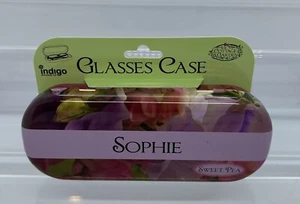 indigo
GLASSES CASE
SOPHIE
SWEET PEA